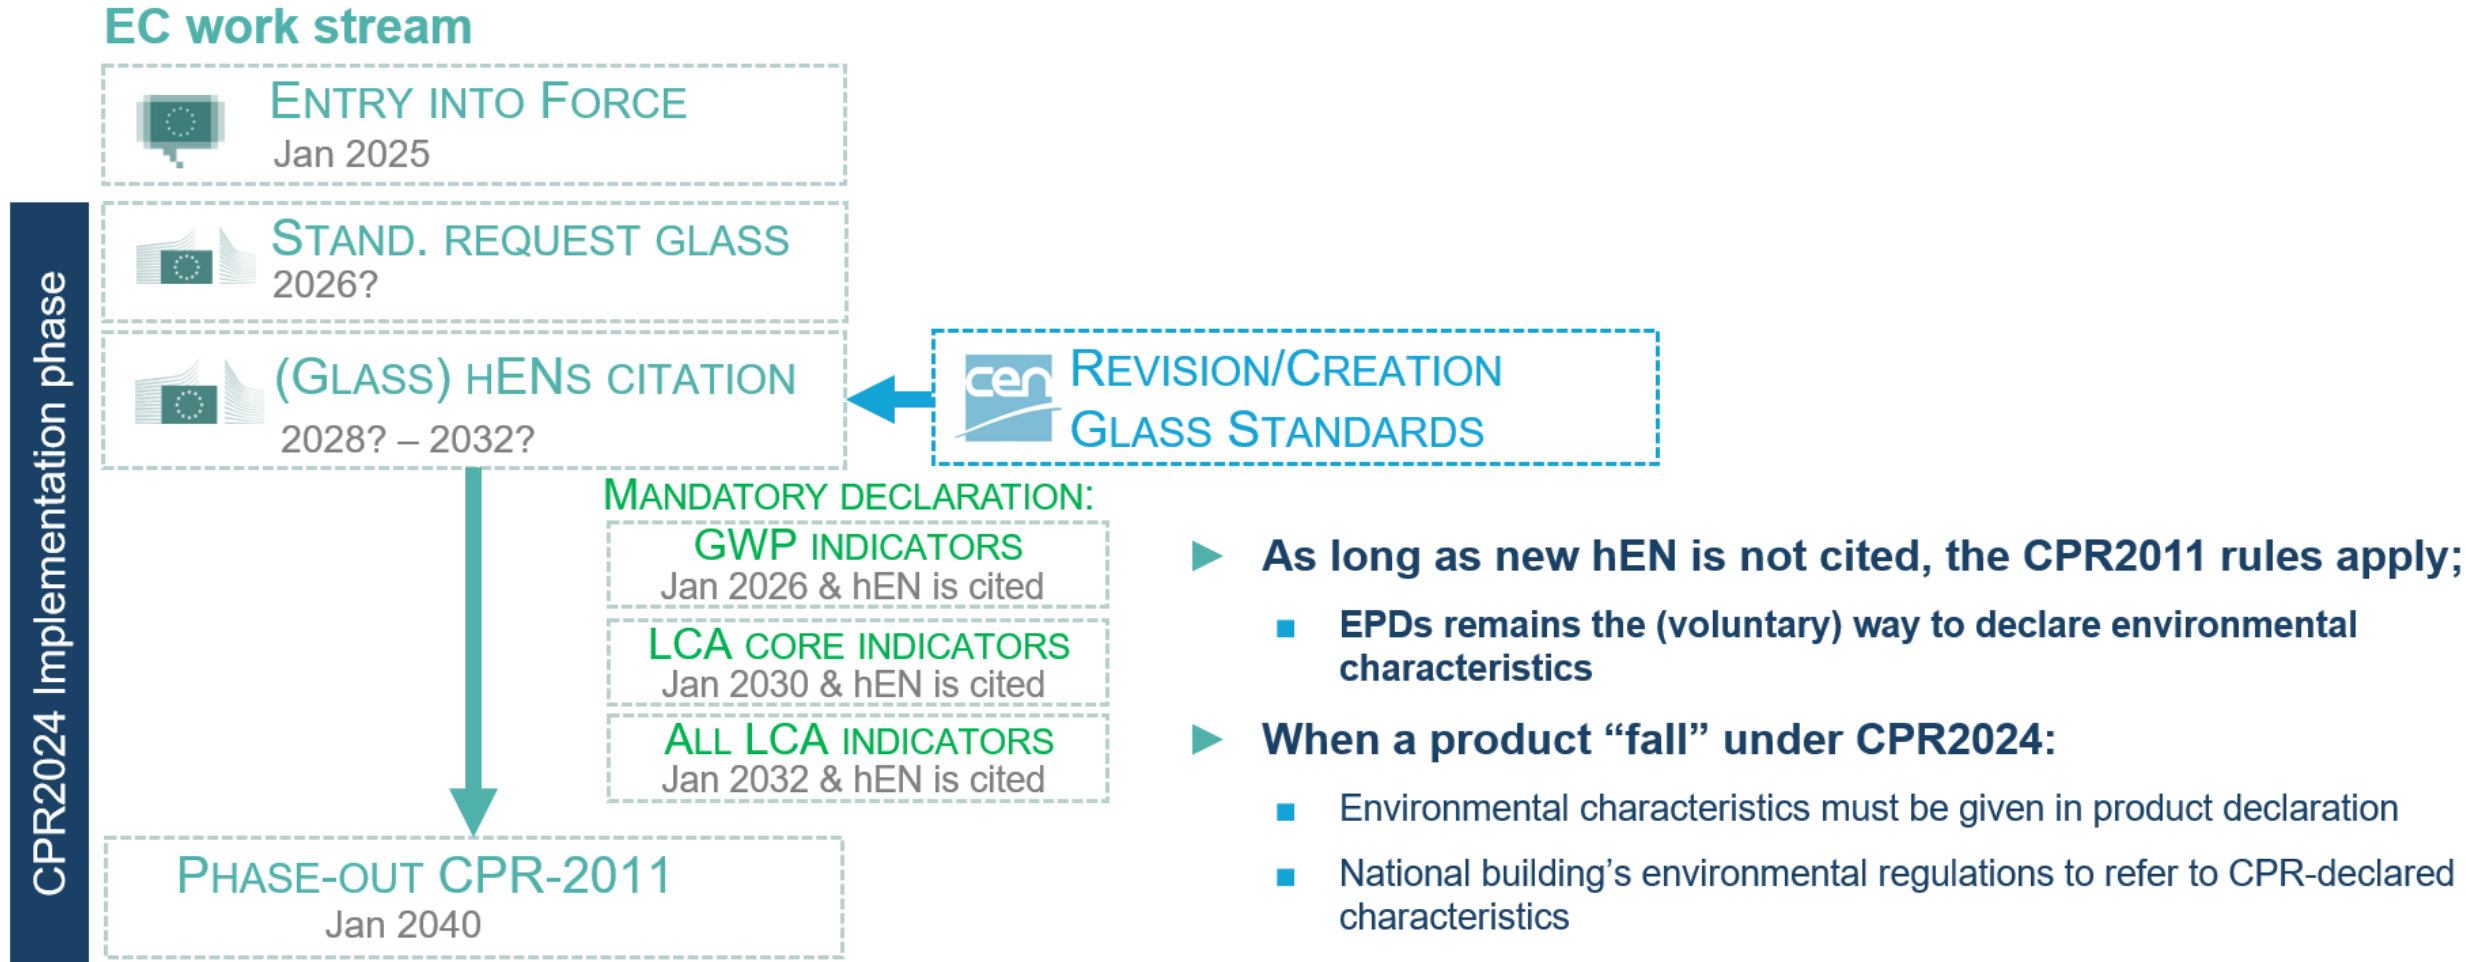 EC work stream
ENTRY INTO FORCE
Jan 2025
CPR2024 Implementation phase
STAND. REQUEST GLASS
2026?
(GLASS) HENS CITATION
2028? – 2032?
cen
REVISION/CREATION
GLASS STANDARDS
MANDATORY DECLARATION:
GWP INDICATORS
Jan 2026 & hEN is cited
LCA CORE INDICATORS
Jan 2030 & hEN is cited
ALL LCA INDICATORS
Jan 2032 & hEN is cited
PHASE-OUT CPR-2011
Jan 2040
As long as new hEN is not cited, the CPR2011 rules apply;
EPDs remains the (voluntary) way to declare environmental
characteristics
When a product “fall” under CPR2024:
Environmental characteristics must be given in product declaration
National building’s environmental regulations to refer to CPR-declared
characteristics